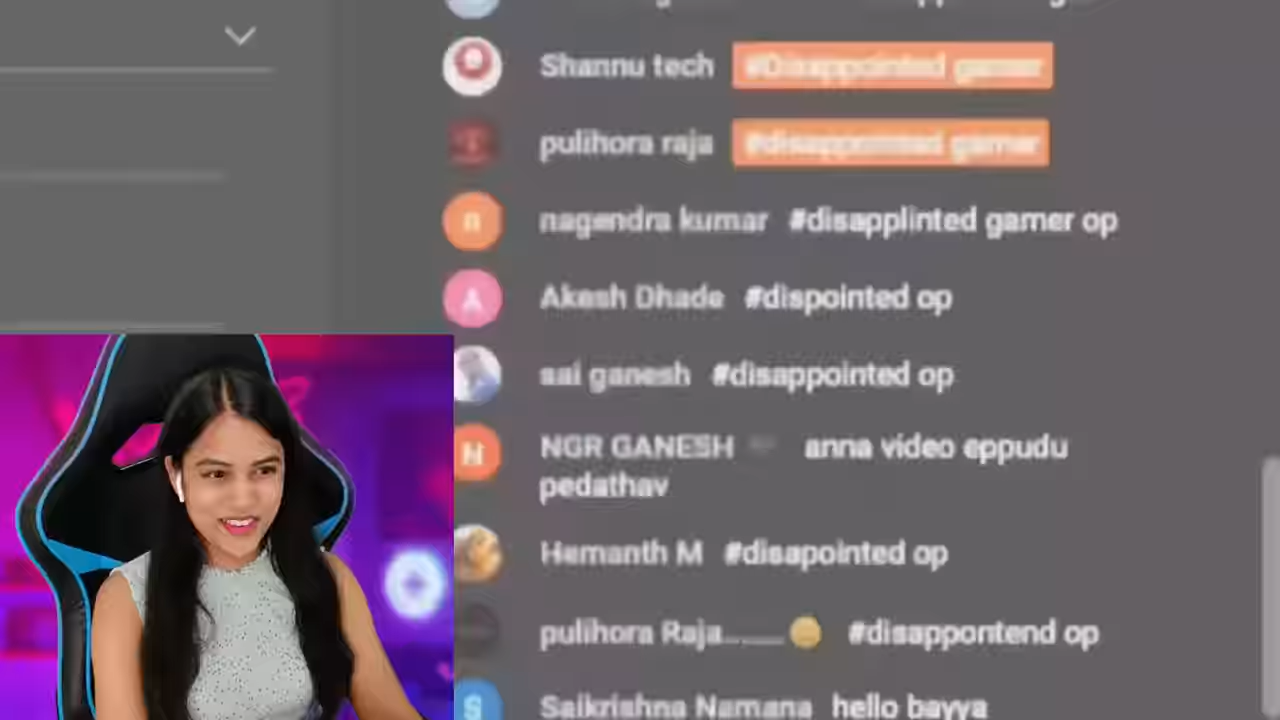 Shannu tech #Disappointed gamer
pulihora raja #disappointed gamer
nagendra kumar #disapplinted gamer op
Akesh Dhade #dispointed op
sai ganesh #disappointed op
NGR GANESH anna video eppudu
pedathav
Hemanth M #disapointed op
pulihora Raja....... #disappontend op
Saikrishna Namana hello bayya